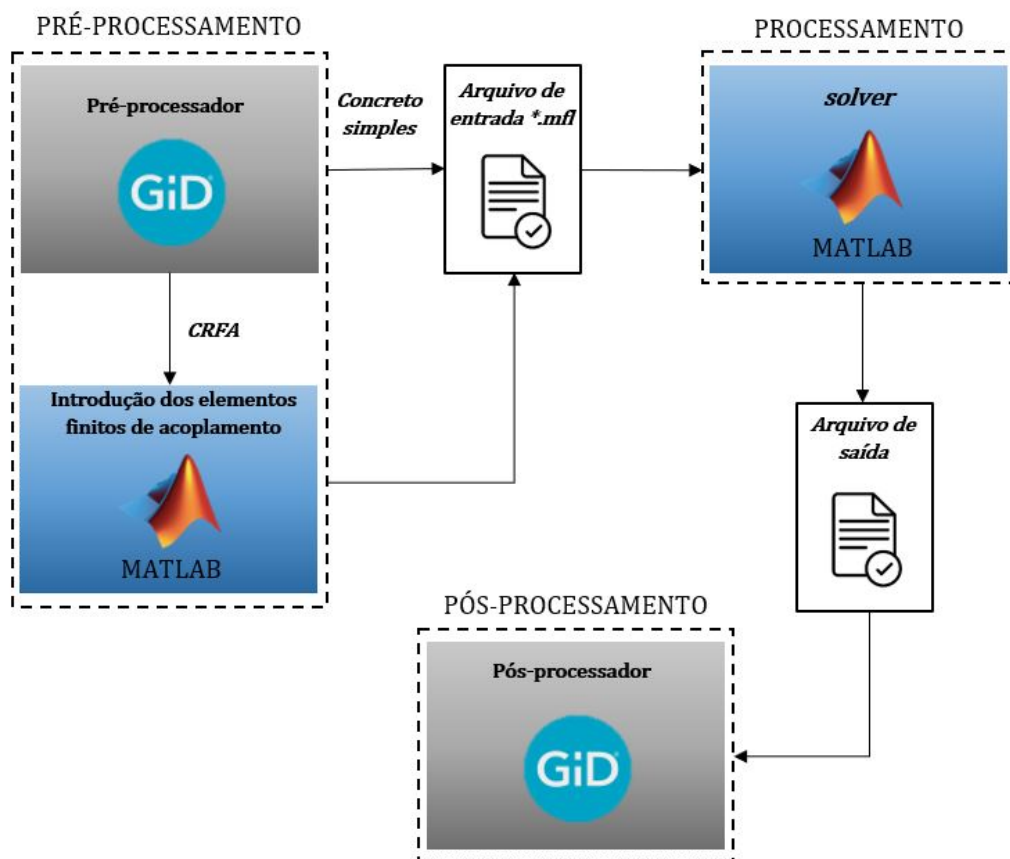 PRÉ-PROCESSAMENTO
Pré-processador
GiD
Concreto
simples
Arquivo de
entrada *.mfl
PROCESSAMENTO
solver
MATLAB
CRFA
Introdução dos elementos
finitos de acoplamento
MATLAB
Arquivo de
saída
PÓS-PROCESSAMENTO
Pós-processador
GiD